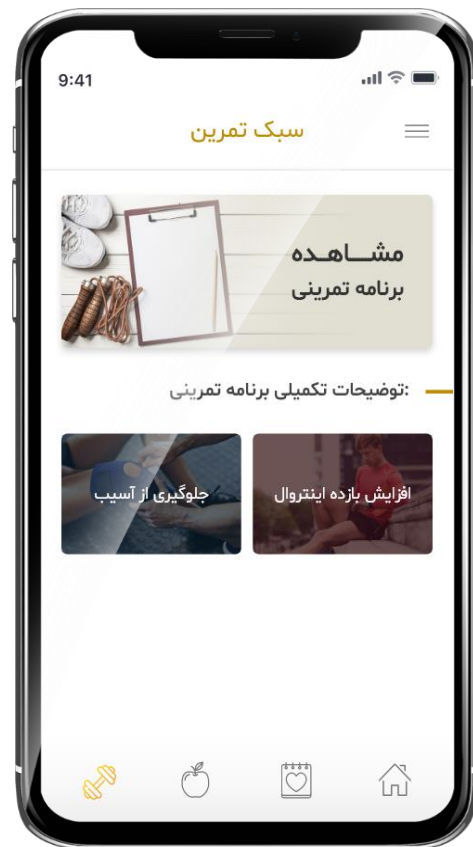 9:41
سبک تمرین
مشـــاهـده
برنامه تمرینی
توضیحات تکمیلی برنامه تمرینی:
افزایش بازده اینتروال
جلوگیری از آسیب